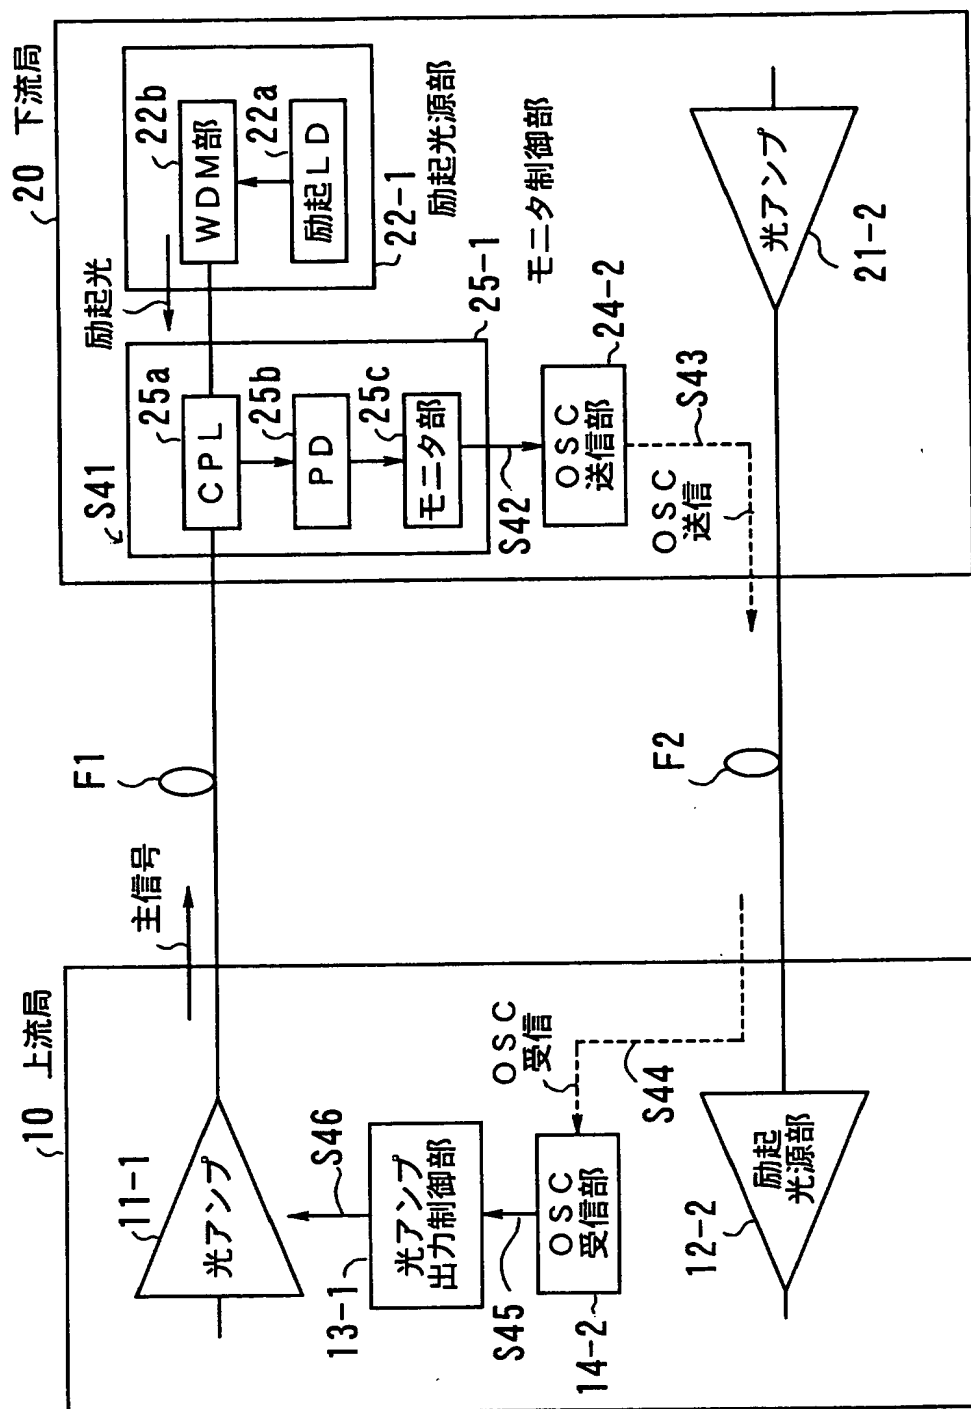 10 上流局
11-1
光アンプ
主信号
S46
光アンプ
出力制御部
13-1
S45
OSC
受信
OSC
受信部
14-2
S44
12-2
励起
光源部
F1
F2
20 下流局
S41
25a
CPL
25b
PD
25c
モニタ部
25-1
モニタ制御部
励起光
22b
WDM部
22a
励起LD
22-1
励起光源部
S42
24-2
OSC
送信部
OSC
送信
S43
光アンプ
21-2